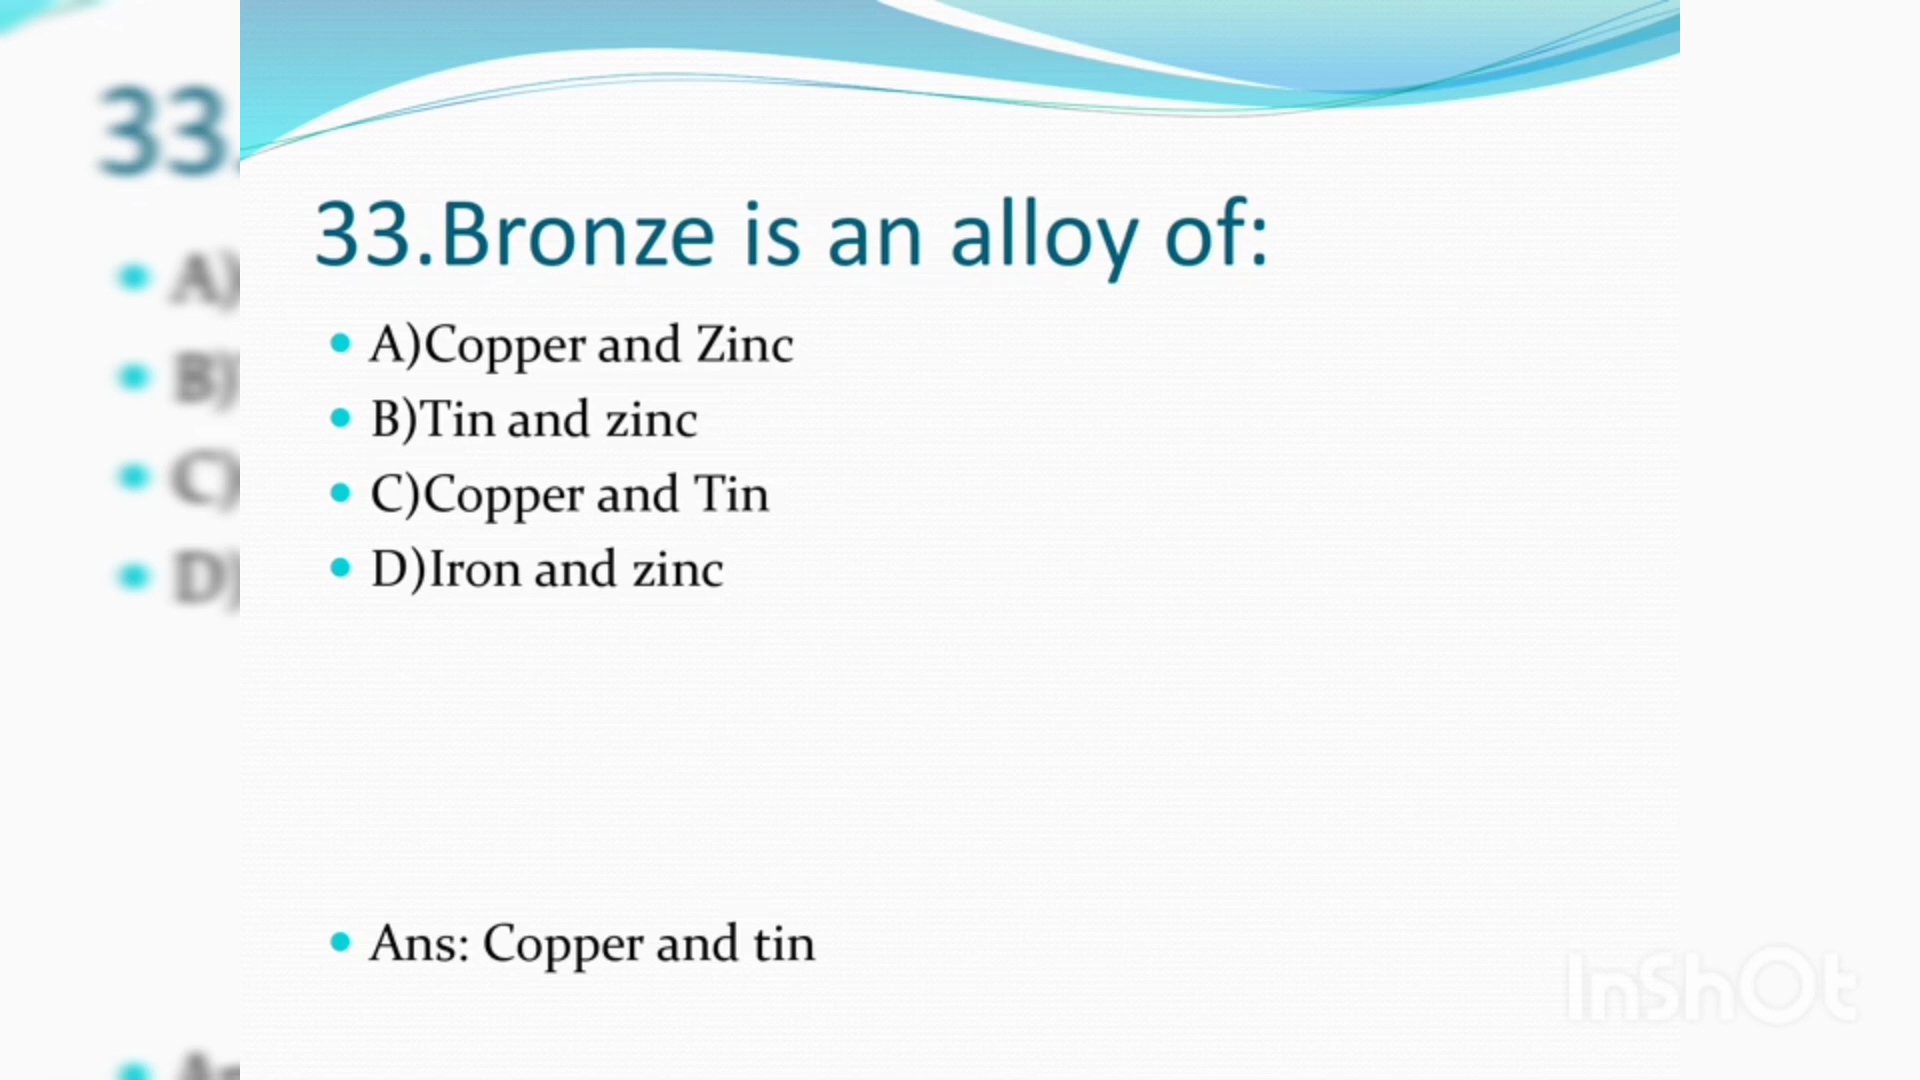 33.Bronze is an alloy of:
A)Copper and Zinc
B)Tin and zinc
C)Copper and Tin
D)Iron and zinc
Ans: Copper and tin
InShOt
33.
A)
B)
C)
D)